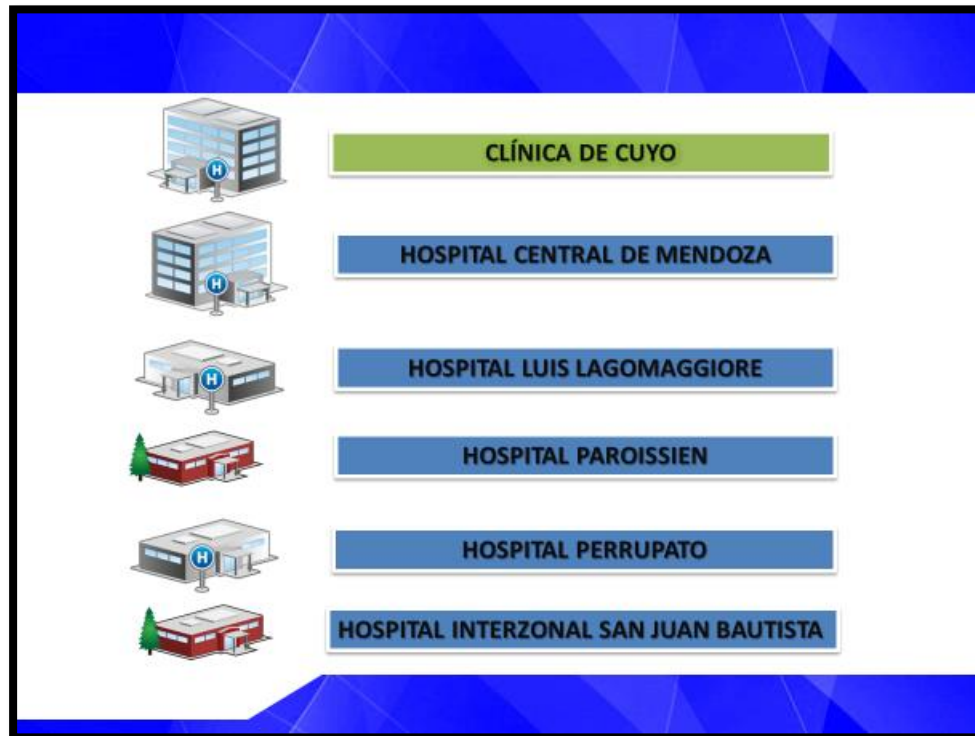 CLÍNICA DE CUYO
H
HOSPITAL CENTRAL DE MENDOZA
H
HOSPITAL LUIS LAGOMAGGIORE
H
HOSPITAL PAROISSIEN
HOSPITAL PERRUPATO
H
HOSPITAL INTERZONAL SAN JUAN BAUTISTA